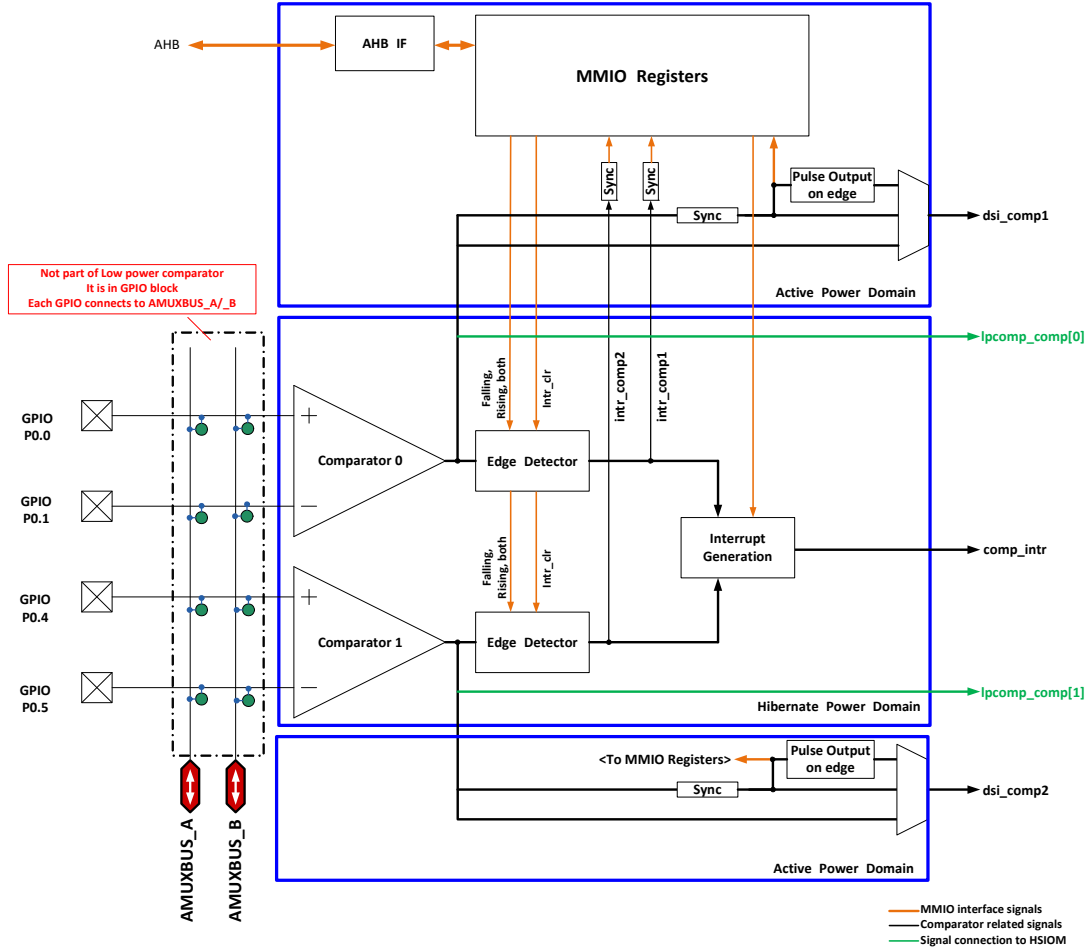 AHB
AHB IF
MMIO Registers
Sync
Sync
Pulse Output
on edge
Sync
dsi_comp1
Active Power Domain
Not part of Low power comparator
It is in GPIO block
Each GPIO connects to AMUXBUS_A/_B
lpcomp_comp[0]
Falling,
Rising, both
Intr_clr
intr_comp2
intr_comp1
GPIO
P0.0
+
Comparator 0
Edge Detector
GPIO
P0.1
−
Falling,
Rising, both
Intr_clr
Interrupt
Generation
comp_intr
GPIO
P0.4
+
Comparator 1
Edge Detector
GPIO
P0.5
−
lpcomp_comp[1]
Hibernate Power Domain
<To MMIO Registers>
Pulse Output
on edge
Sync
dsi_comp2
Active Power Domain
AMUXBUS_A
AMUXBUS_B
MMIO interface signals
Comparator related signals
Signal connection to HSIOM